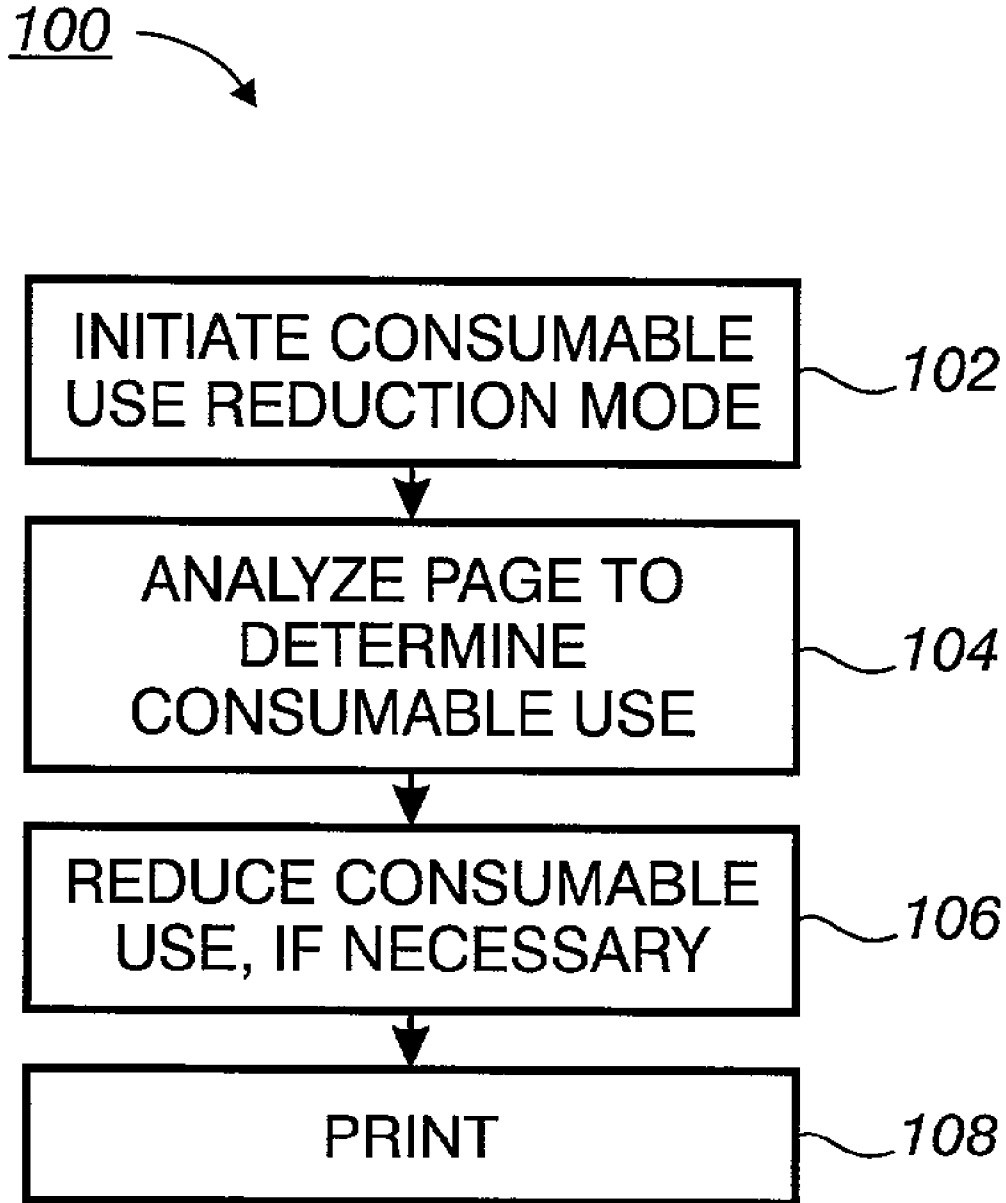 100
INITIATE CONSUMABLE
USE REDUCTION MODE
102
ANALYZE PAGE TO
DETERMINE
CONSUMABLE USE
104
REDUCE CONSUMABLE
USE, IF NECESSARY
106
PRINT
108